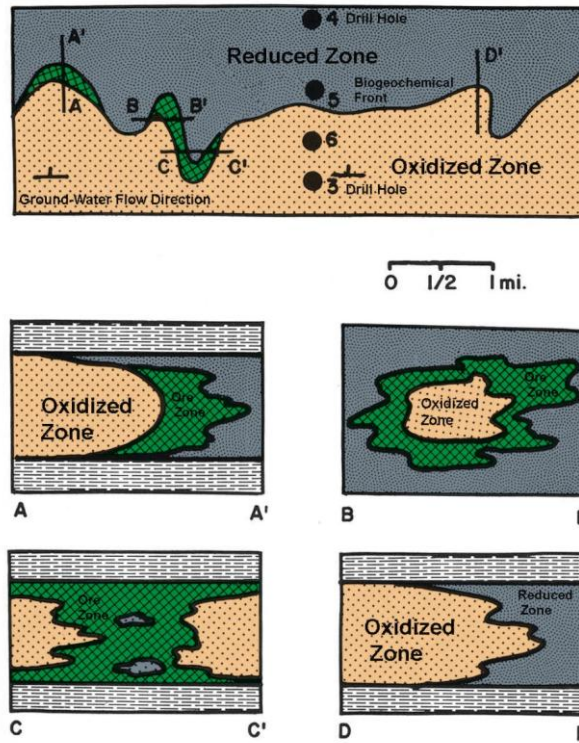 4 Drill Hole
A'
Reduced Zone
D'
Biogeochemical
Front
5
A
B B'
6
C C'
Oxidized Zone
3 Drill Hole
Ground-Water Flow Direction
0 1/2 1 mi.
Oxidized
Zone
Ore
Zone
A A'
Oxidized
Zone
Ore
Zone
B
Ore
Zone
C C'
Oxidized
Zone
Reduced
Zone
D